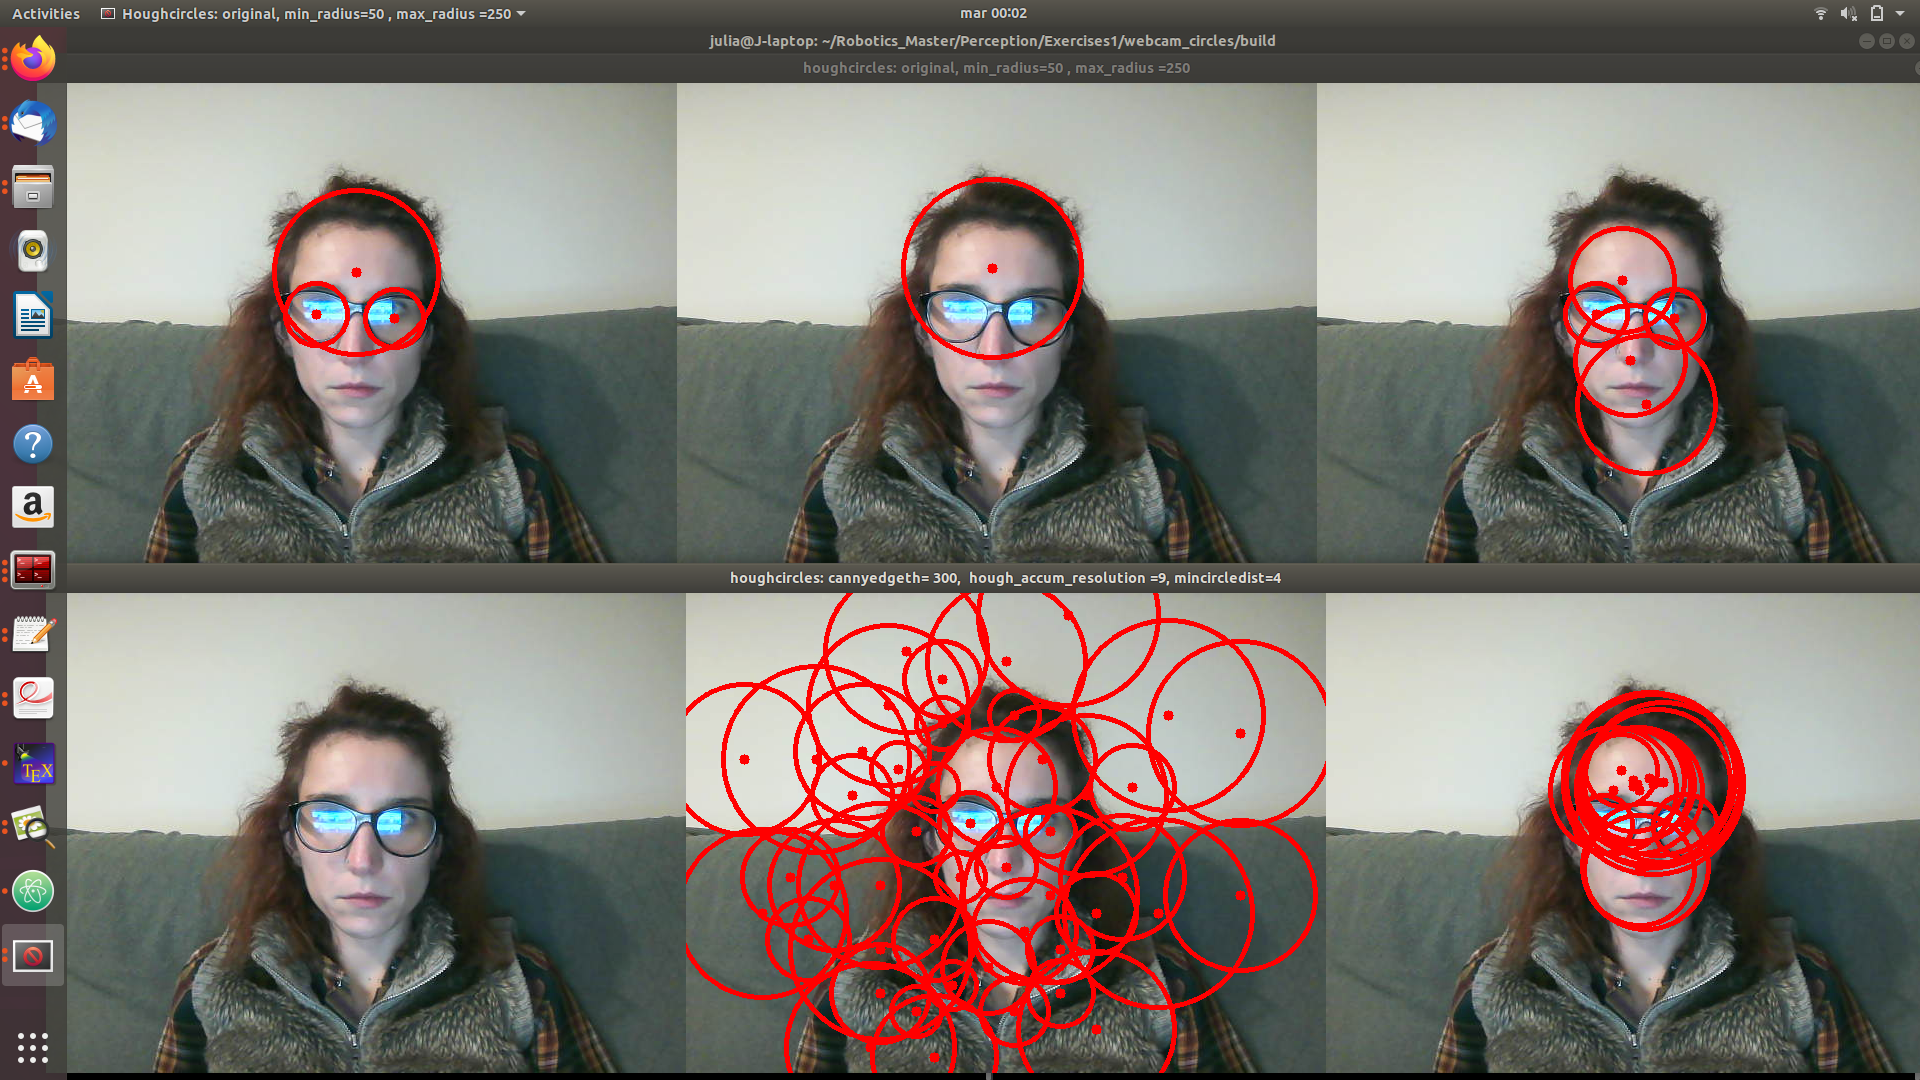 Activities
Houghcircles: original, min_radius=50 , max_radius =250
mar 00:02
julia@J-laptop: ~/Robotics_Master/Perception/Exercises1/webcam_circles/build
houghcircles: original, min_radius=50 , max_radius =250
houghcircles: cannyedgeth= 300,  hough_accum_resolution =9, mincircledist=4
A
?
a
TEX